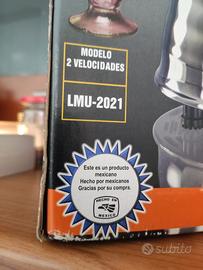 MODELO
2 VELOCIDADES
LMU-2021
Este es un producto
mexicano
Hecho por mexicanos
Gracias por su compra.
HECHO EN
MEXICO
subito